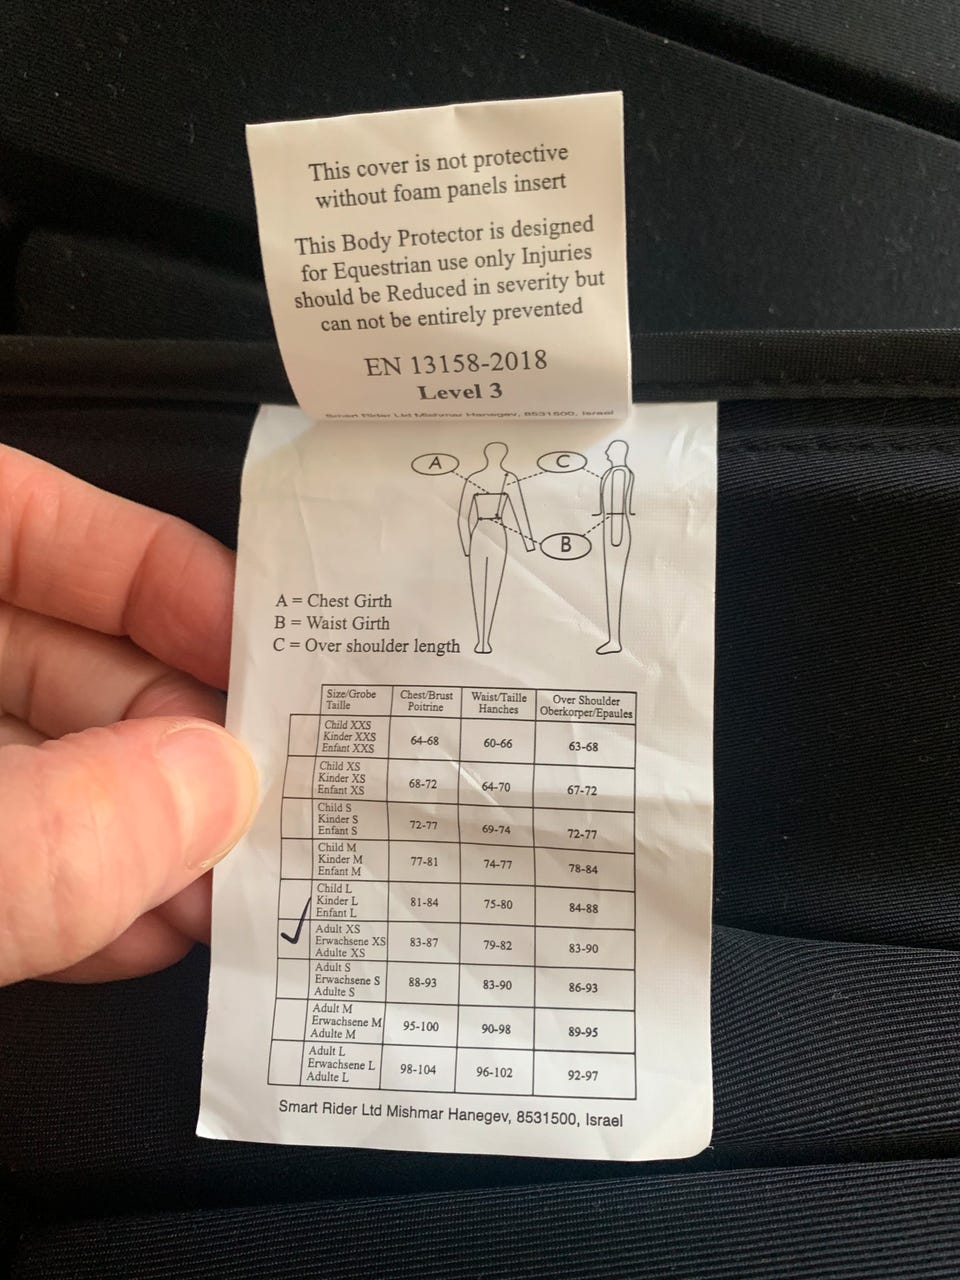 This cover is not protective
without foam panels insert
This Body Protector is designed
for Equestrian use only Injuries
should be Reduced in severity but
can not be entirely prevented
EN 13158-2018
Level 3
Smart Rider Ltd Mishmar Hanegev, 8531500, Israel
A
C
B
A = Chest Girth
B = Waist Girth
C = Over shoulder length
Size/Grobe Chest/Brust Waist/Taille Over Shoulder
Taille Poitrine Hanches Oberkorper/Epaules
Child XXS
Kinder XXS 64-68 60-66 63-68
Enfant XXS
Child XS
Kinder XS 68-72 64-70 67-72
Enfant XS
Child S
Kinder S 72-77 69-74 72-77
Enfant S
Child M
Kinder M 77-81 74-77 78-84
Enfant M
Child L
Kinder L 81-84 75-80 84-88
Enfant L
Adult XS
Erwachsene XS 83-87 79-82 83-90
Adulte XS
Adult S
Erwachsene S 88-93 83-90 86-93
Adulte S
Adult M
Erwachsene M 95-100 90-98 89-95
Adulte M
Adult L
Erwachsene L 98-104 96-102 92-97
Adulte L
Smart Rider Ltd Mishmar Hanegev, 8531500, Israel